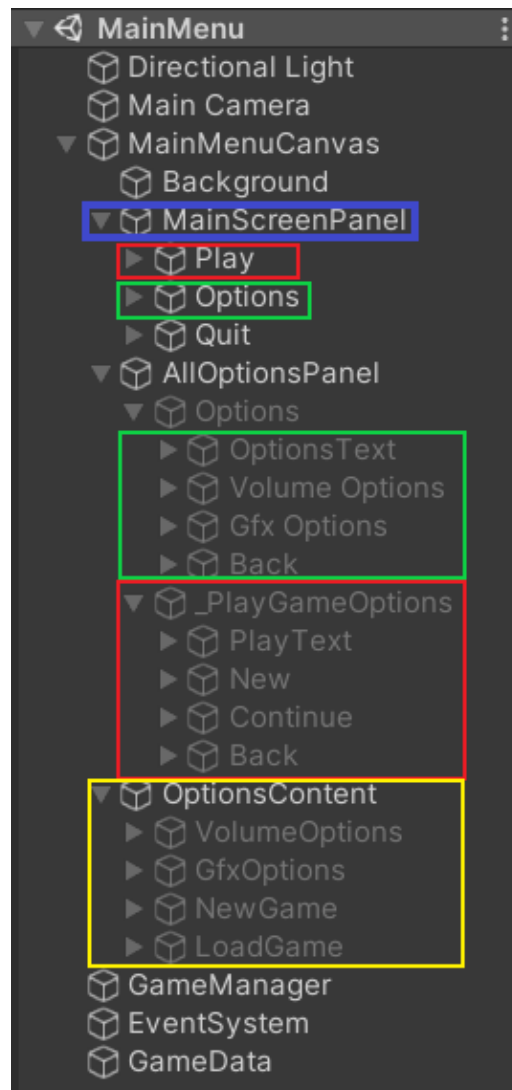 MainMenu
Directional Light
Main Camera
MainMenuCanvas
Background
MainScreenPanel
Play
Options
Quit
AllOptionsPanel
Options
OptionsText
Volume Options
Gfx Options
Back
_PlayGameOptions
PlayText
New
Continue
Back
OptionsContent
VolumeOptions
GfxOptions
NewGame
LoadGame
GameManager
EventSystem
GameData